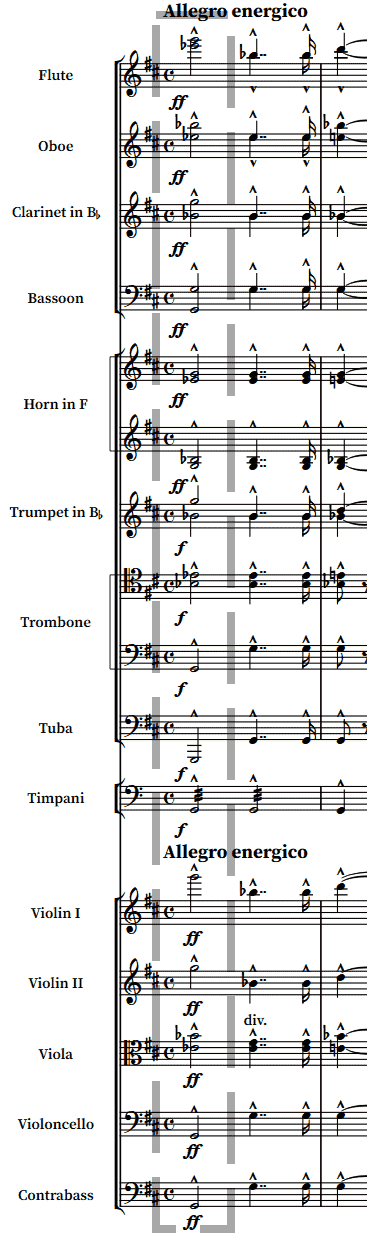 Allegro energico
Flute
ff
Oboe
ff
Clarinet in B♭
ff
Bassoon
ff
Horn in F
ff
ff
Trumpet in B♭
f
Trombone
f
f
Tuba
f
Timpani
f
Allegro energico
Violin I
ff
Violin II
ff
div.
Viola
ff
Violoncello
ff
Contrabass
ff